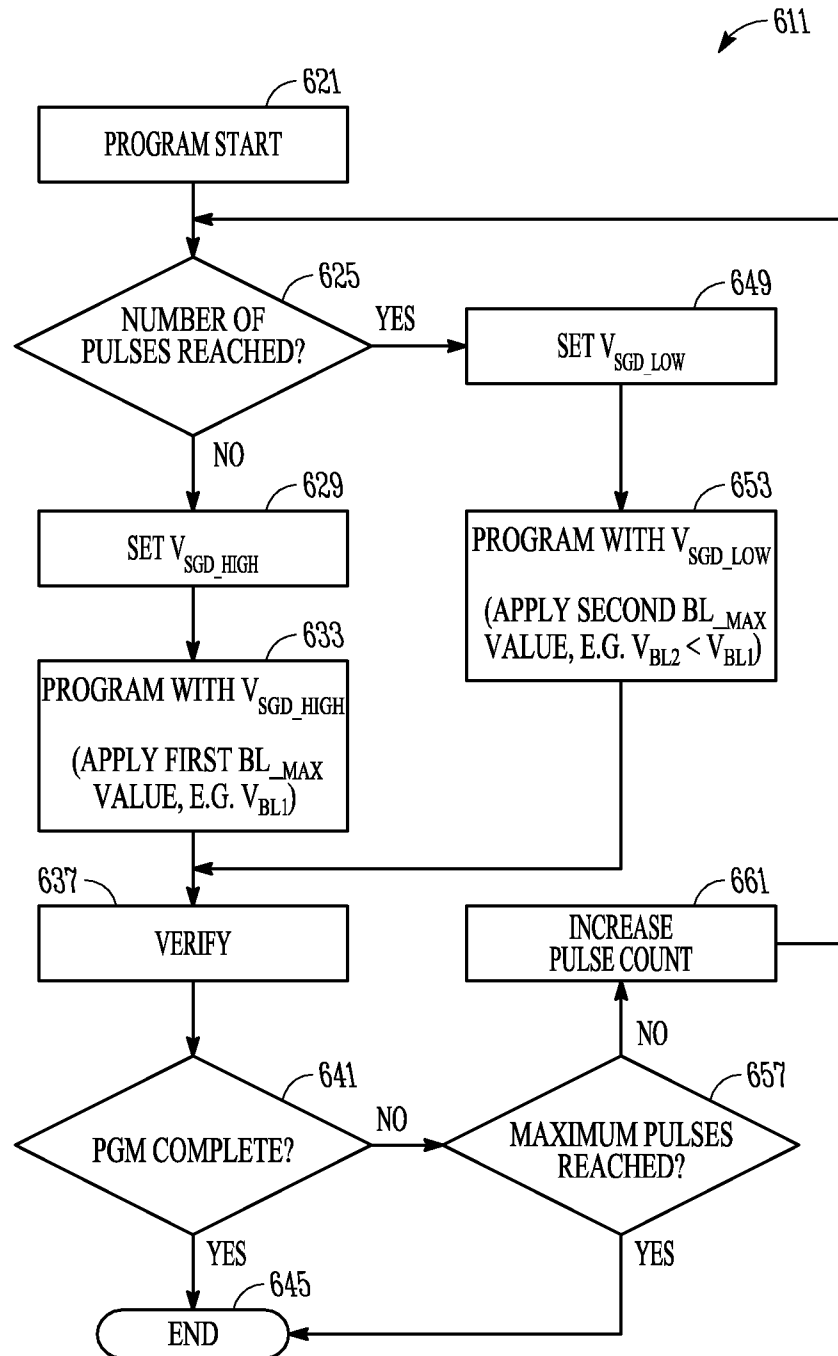 611
621
PROGRAM START
625
NUMBER OF
PULSES REACHED?
YES
NO
649
SET V_SGD_LOW
629
SET V_SGD_HIGH
653
PROGRAM WITH V_SGD_LOW
(APPLY SECOND BL_MAX
VALUE, E.G. V_BL2 < V_BL1)
633
PROGRAM WITH V_SGD_HIGH
(APPLY FIRST BL_MAX
VALUE, E.G. V_BL1)
637
VERIFY
661
INCREASE
PULSE COUNT
NO
641
PGM COMPLETE?
NO
657
MAXIMUM PULSES
REACHED?
YES
YES
645
END